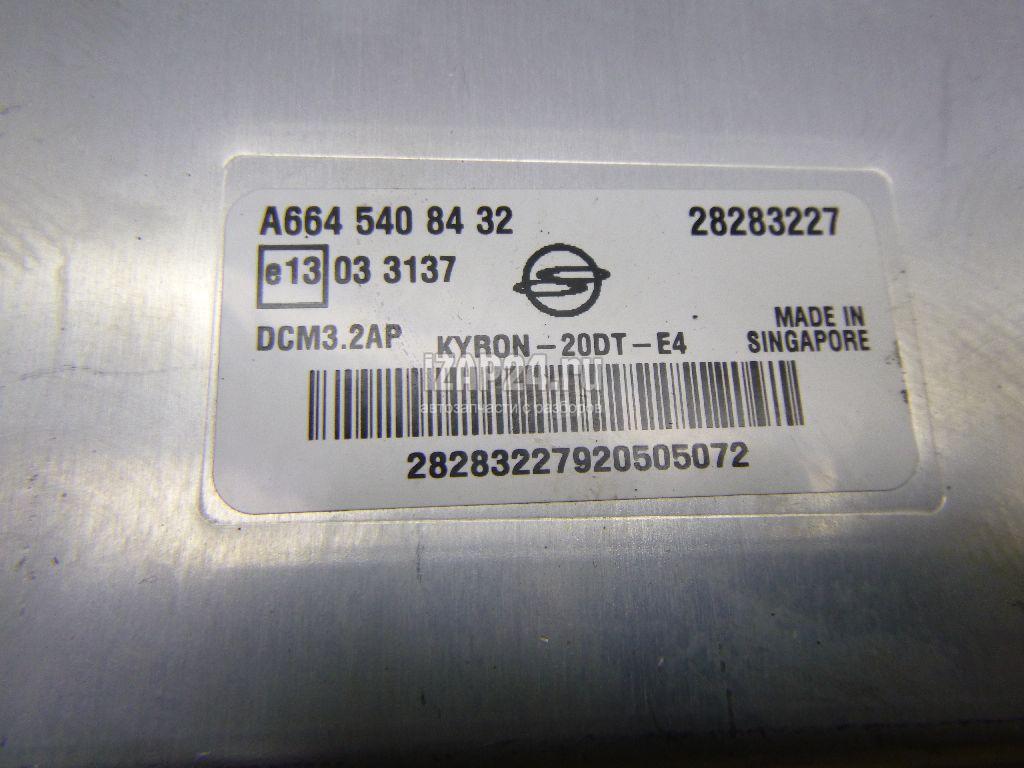 A664 540 84 32 28283227
e13 03 3137
DCM3.2AP KYRON-20DT-E4 MADE IN SINGAPORE
iZAP24.ru
автозапчасти с разборов
28283227920505072